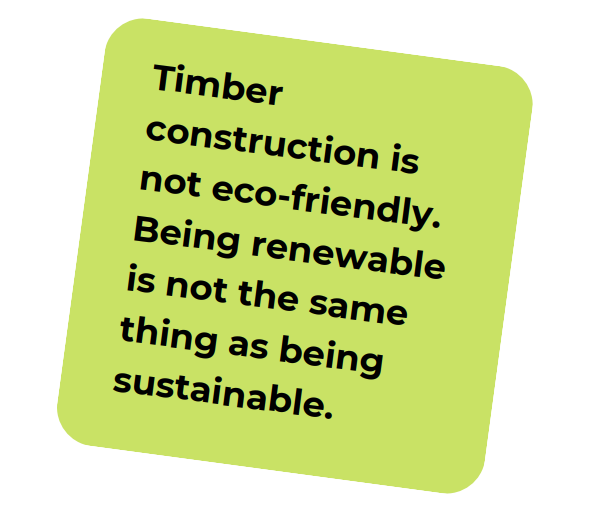 Timber
construction is
not eco-friendly.
Being renewable
is not the same
thing as being
sustainable.